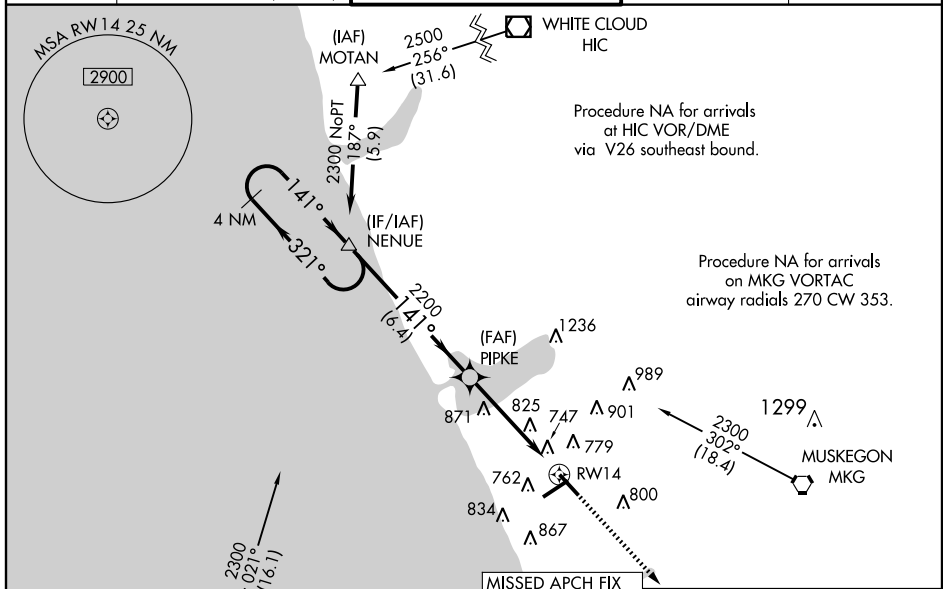 MSA RW14 25 NM
2900
(IAF)
MOTAN
2500
256°
(31.6)
WHITE CLOUD
HIC
2300 NoPT
187°
(5.9)
Procedure NA for arrivals
at HIC VOR/DME
via V26 southeast bound.
4 NM
141°
321°
(IF/IAF)
NENUE
2200
141°
(6.4)
Procedure NA for arrivals
on MKG VORTAC
airway radials 270 CW 353.
(FAF)
PIPKE
1236
989
871
825
747
901
779
1299
2300
302°
(18.4)
MUSKEGON
MKG
762
RW14
800
834
867
2300
021°
(16.1)
MISSED APCH FIX